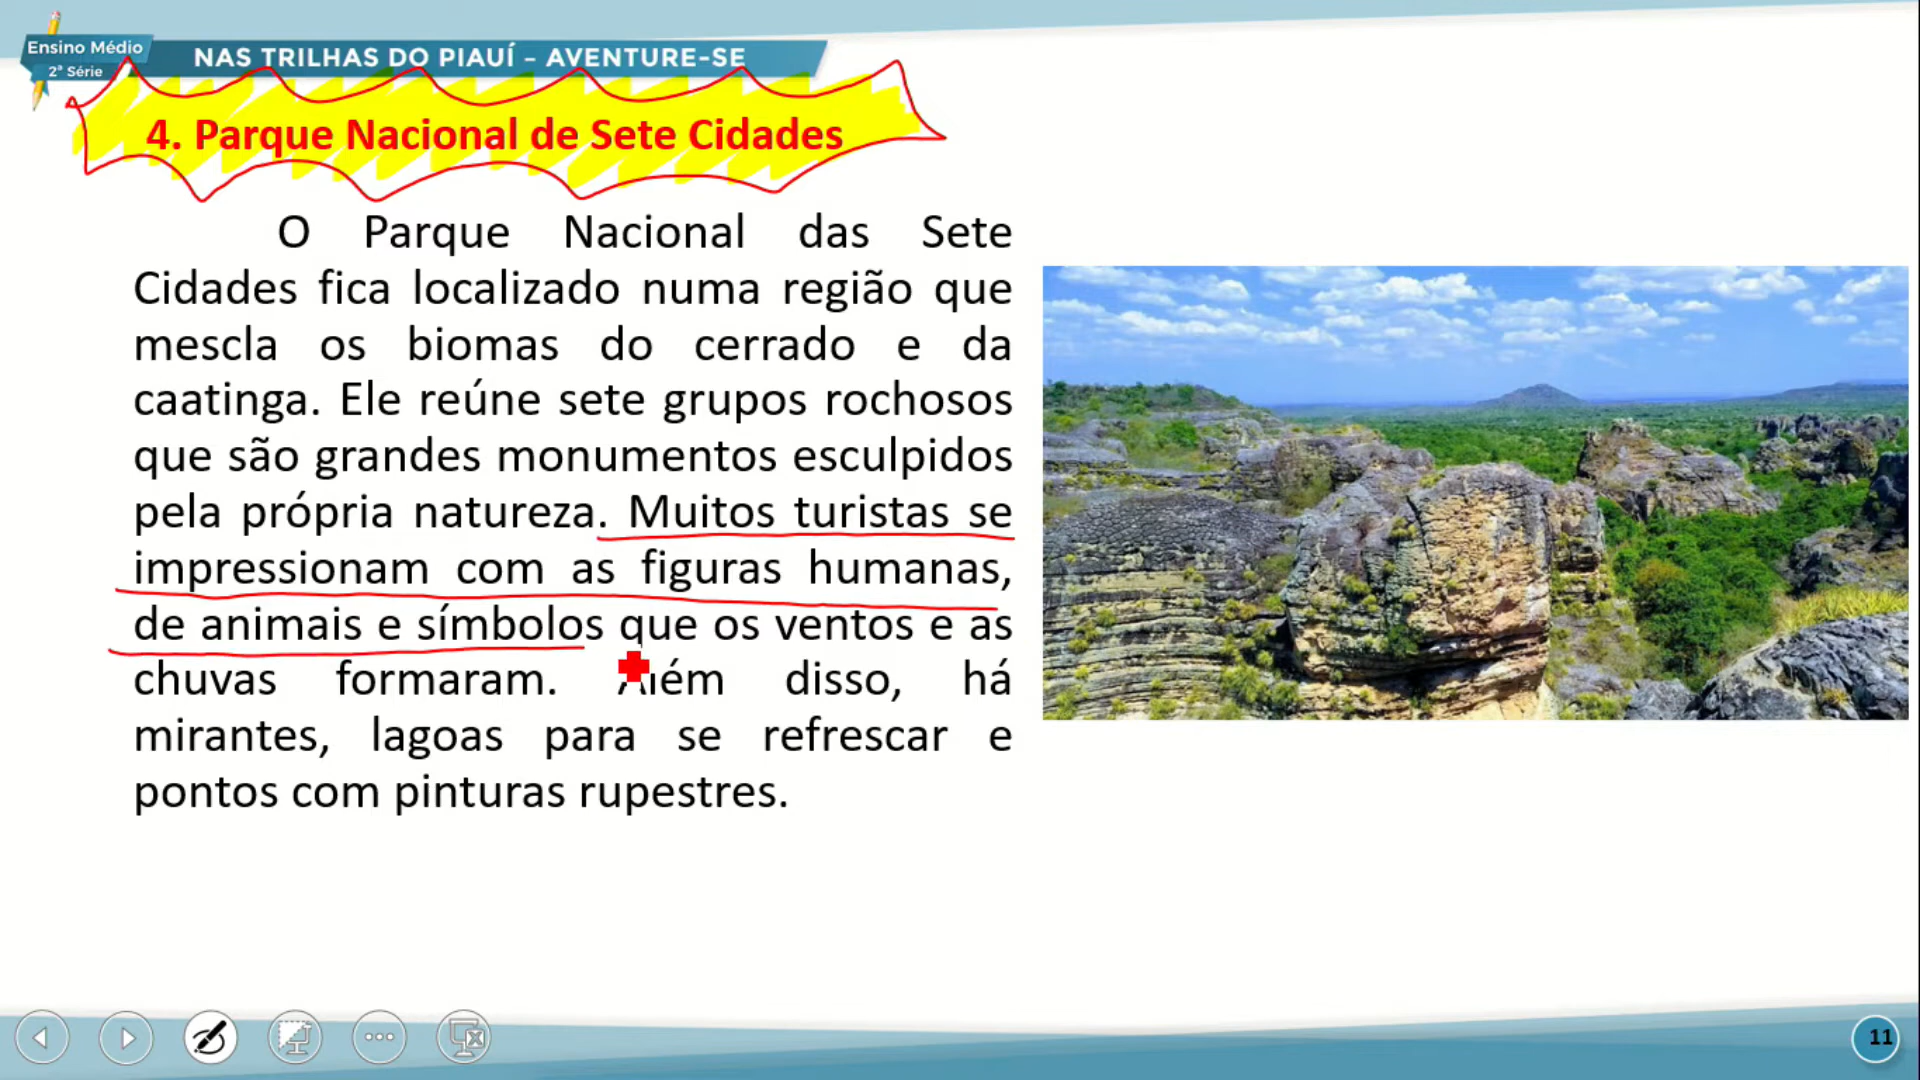 Ensino Médio
2ª Série
NAS TRILHAS DO PIAUÍ – AVENTURE-SE
4. Parque Nacional de Sete Cidades
O Parque Nacional das Sete
Cidades fica localizado numa região que
mescla os biomas do cerrado e da
caatinga. Ele reúne sete grupos rochosos
que são grandes monumentos esculpidos
pela própria natureza. Muitos turistas se
impressionam com as figuras humanas,
de animais e símbolos que os ventos e as
chuvas formaram. Além disso, há
mirantes, lagoas para se refrescar e
pontos com pinturas rupestres.
11